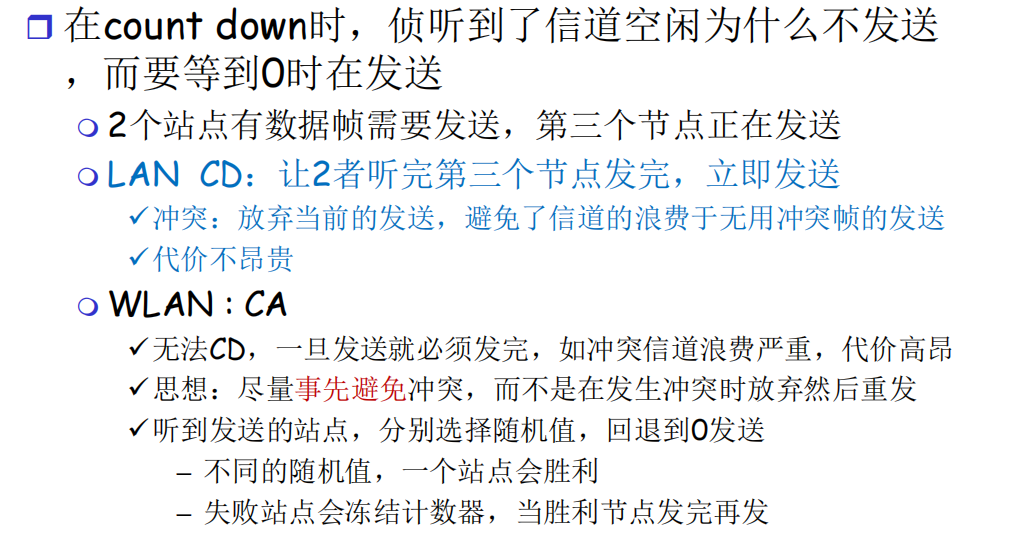 在count down时，侦听到了信道空闲为什么不发送
，而要等到0时在发送
2个站点有数据帧需要发送，第三个节点正在发送
LAN CD：让2者听完第三个节点发完，立即发送
冲突：放弃当前的发送，避免了信道的浪费于无用冲突帧的发送
代价不昂贵
WLAN : CA
无法CD，一旦发送就必须发完，如冲突信道浪费严重，代价高昂
思想：尽量事先避免冲突，而不是在发生冲突时放弃然后重发
听到发送的站点，分别选择随机值，回退到0发送
– 不同的随机值，一个站点会胜利
– 失败站点会冻结计数器，当胜利节点发完再发